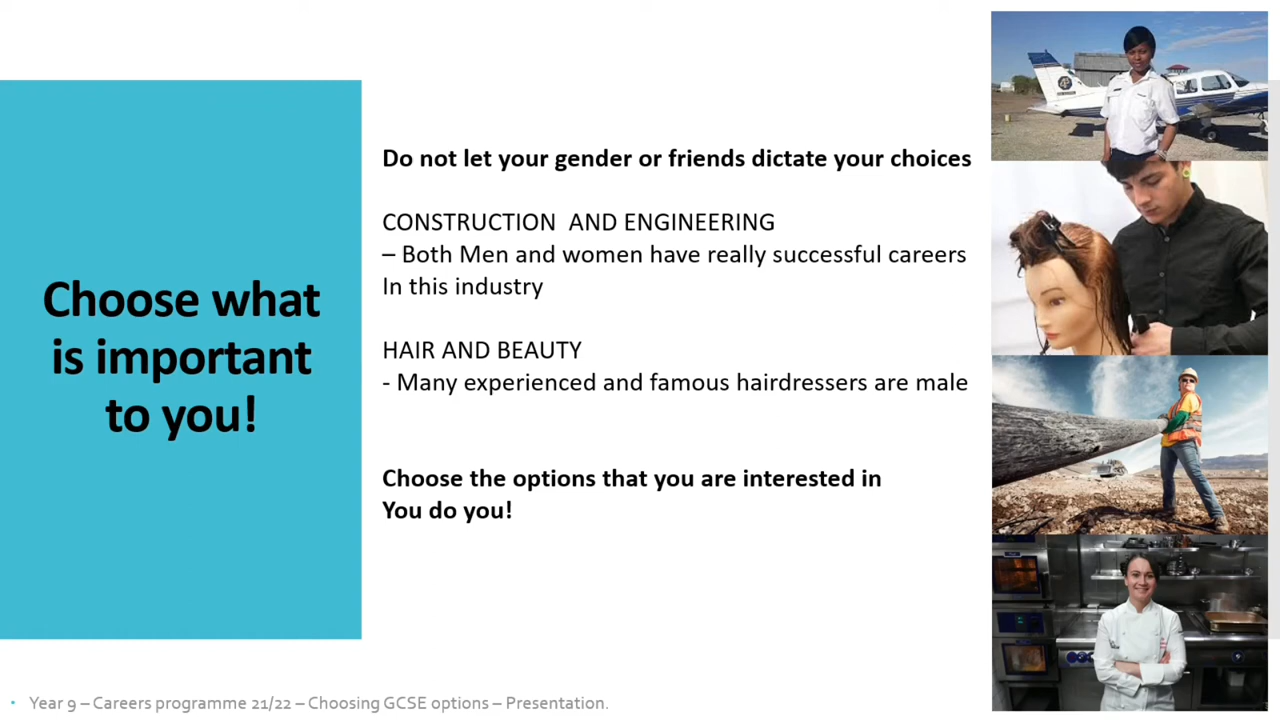 Choose what
is important
to you!
Do not let your gender or friends dictate your choices
CONSTRUCTION  AND ENGINEERING
– Both Men and women have really successful careers
In this industry
HAIR AND BEAUTY
- Many experienced and famous hairdressers are male
Choose the options that you are interested in
You do you!
• Year 9 – Careers programme 21/22 – Choosing GCSE options – Presentation.